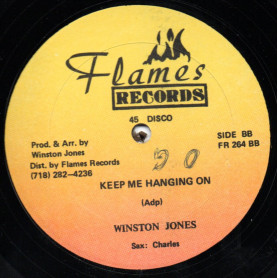 Flames
RECORDS
45 DISCO
Prod. & Arr. by
Winston Jones
Dist. by Flames Records
(718) 282-4236
SIDE BB
FR 264 BB
90
KEEP ME HANGING ON
(Adp)
WINSTON JONES
Sax: Charles